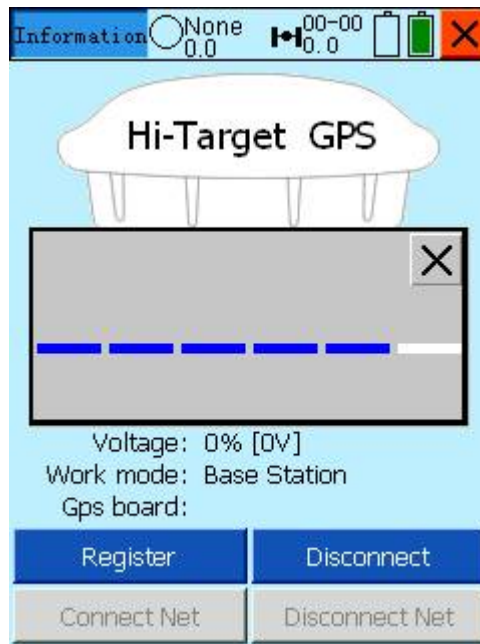 Information None 00-00
0.0 0.0
Hi-Target GPS
Voltage: 0% [0V]
Work mode: Base Station
Gps board:
Register Disconnect
Connect Net Disconnect Net